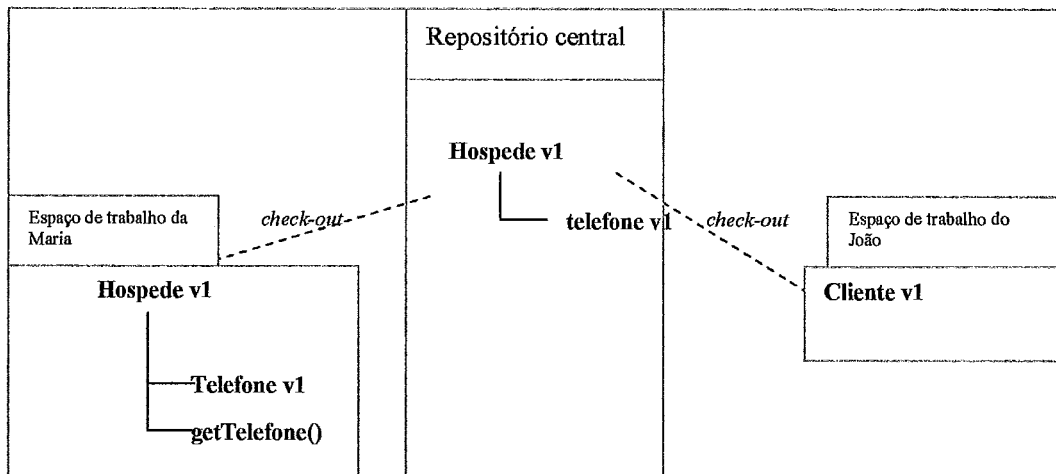 Repositório central
Hospede v1
telefone v1
check-out
check-out
Espaço de trabalho da
Maria
Hospede v1
Telefone v1
getTelefone()
Espaço de trabalho do
João
Cliente v1